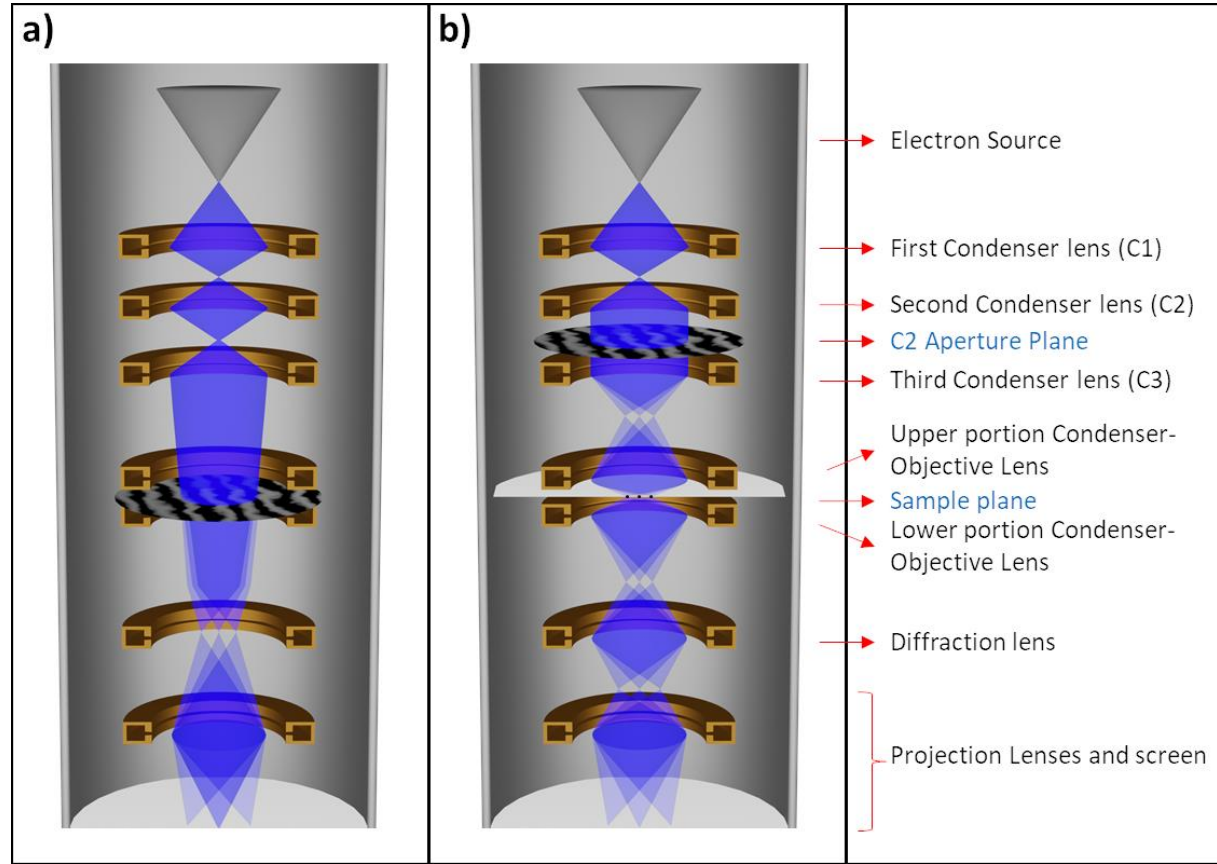 a)
b)
Electron Source
First Condenser lens (C1)
Second Condenser lens (C2)
C2 Aperture Plane
Third Condenser lens (C3)
Upper portion Condenser-
Objective Lens
Sample plane
Lower portion Condenser-
Objective Lens
Diffraction lens
Projection Lenses and screen